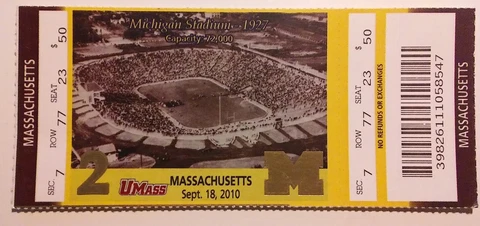 MASSACHUSETTS
SEC 7 ROW 77 SEAT 23 $50
Michigan Stadium - 1927
Capacity 72,000
2
UMASS MASSACHUSETTS
Sept. 18, 2010
M
SEC 7 ROW 77 SEAT 23 $50
NO REFUNDS OR EXCHANGES
39826111058547
MASSACHUSETTS